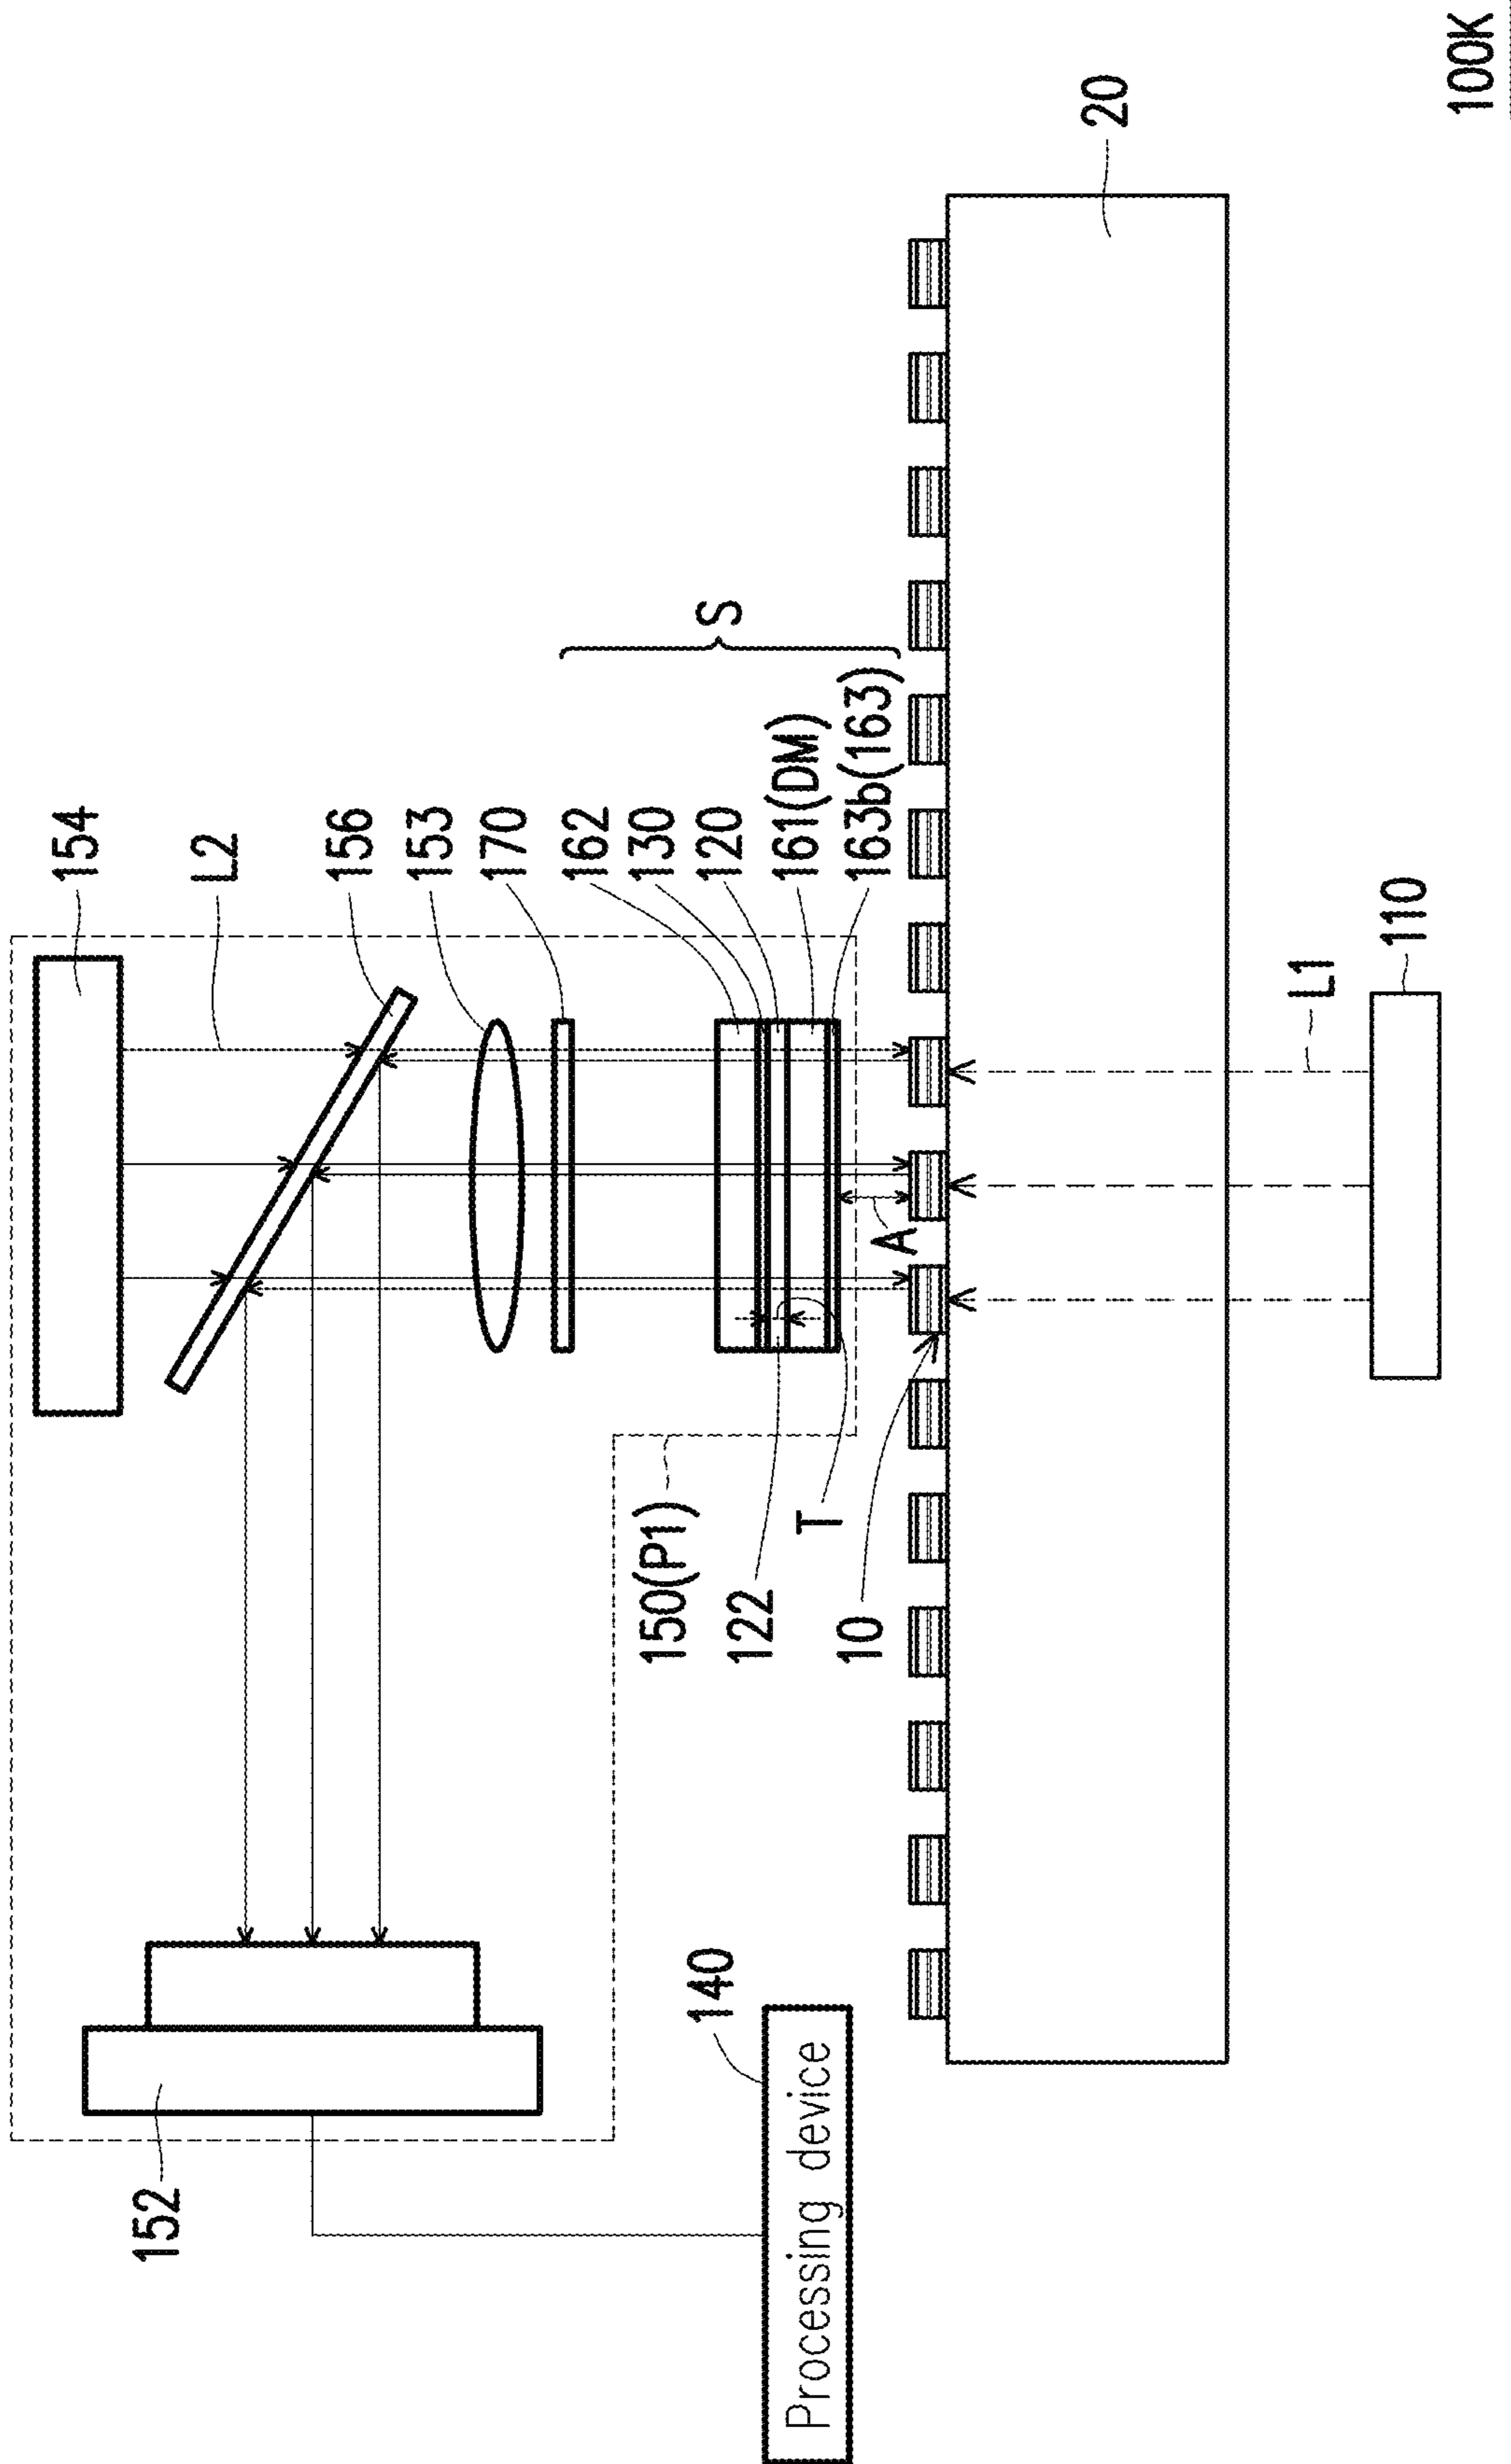 154
L2
156
153
170
162
130
120
161(DM)
163b(163)
S
20
152
150(P1)
122
T
10
A
140
Processing device
L1
110
100K